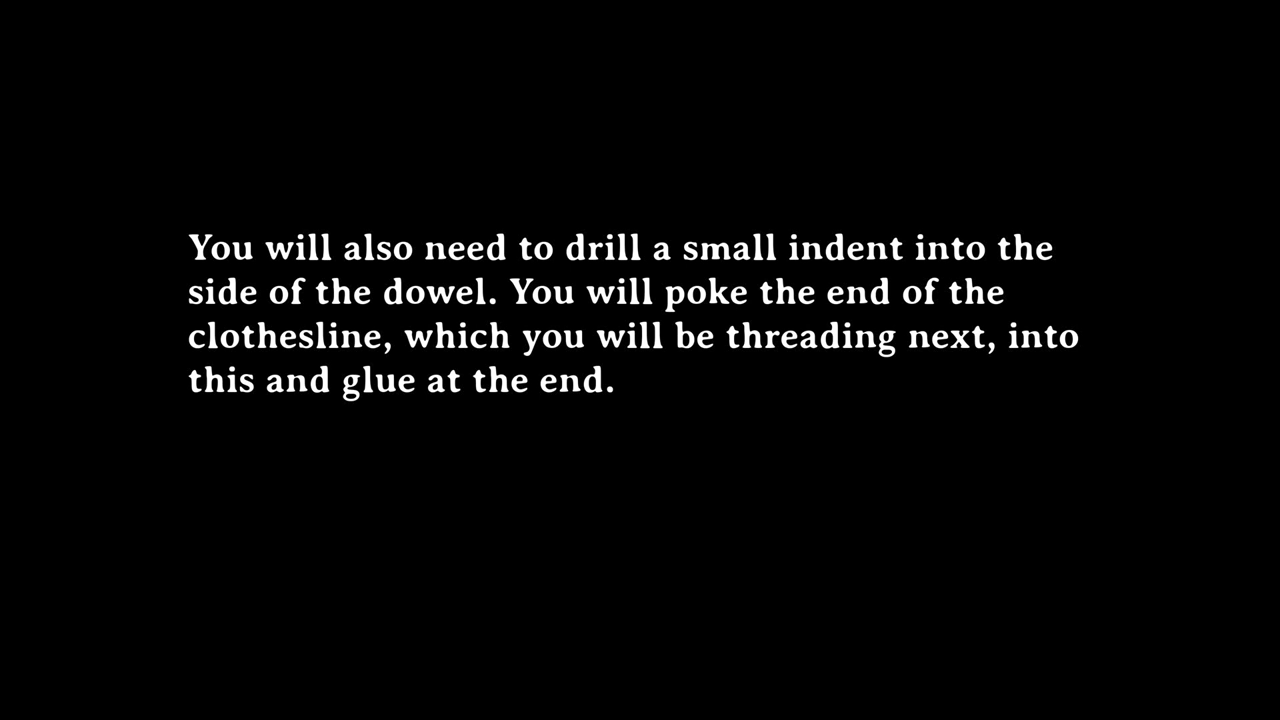 You will also need to drill a small indent into the
side of the dowel. You will poke the end of the
clothesline, which you will be threading next, into
this and glue at the end.